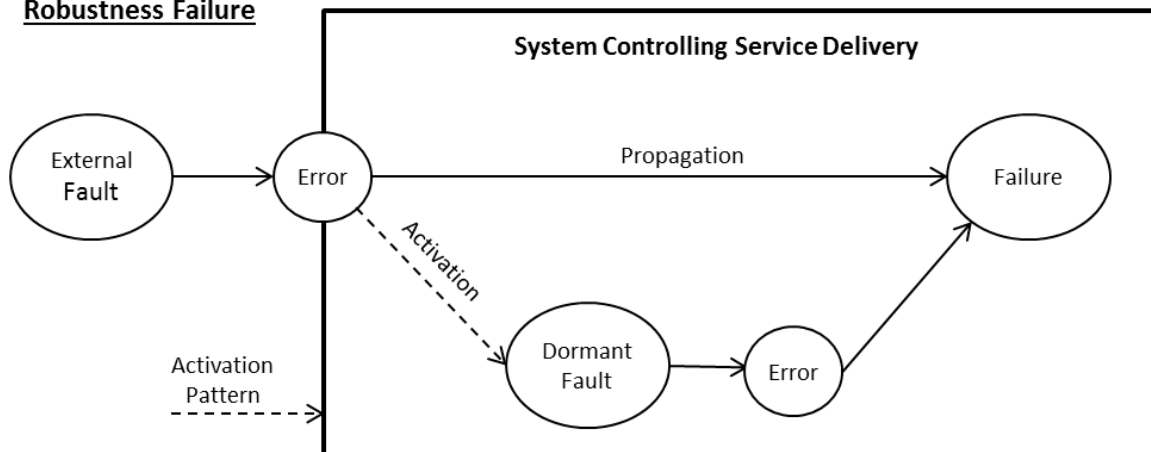 Robustness Failure
System Controlling Service Delivery
External
Fault
Error
Propagation
Failure
Activation
Dormant
Fault
Error
Activation
Pattern